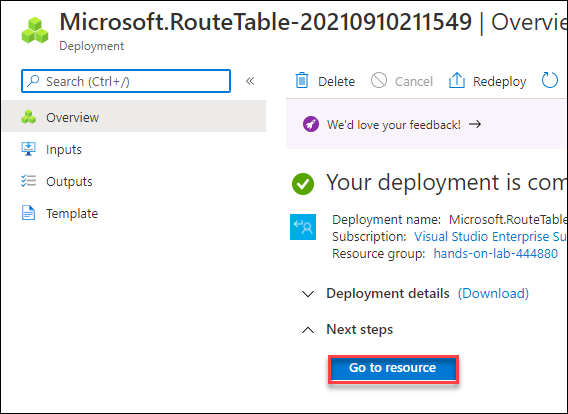 Microsoft.RouteTable-20210910211549 | Overvie
Deployment
Search (Ctrl+/)
«
Delete
Cancel
Redeploy
Overview
Inputs
Outputs
Template
We'd love your feedback! →
Your deployment is com
Deployment name: Microsoft.RouteTable
Subscription: Visual Studio Enterprise Su
Resource group: hands-on-lab-444880
Deployment details (Download)
Next steps
Go to resource